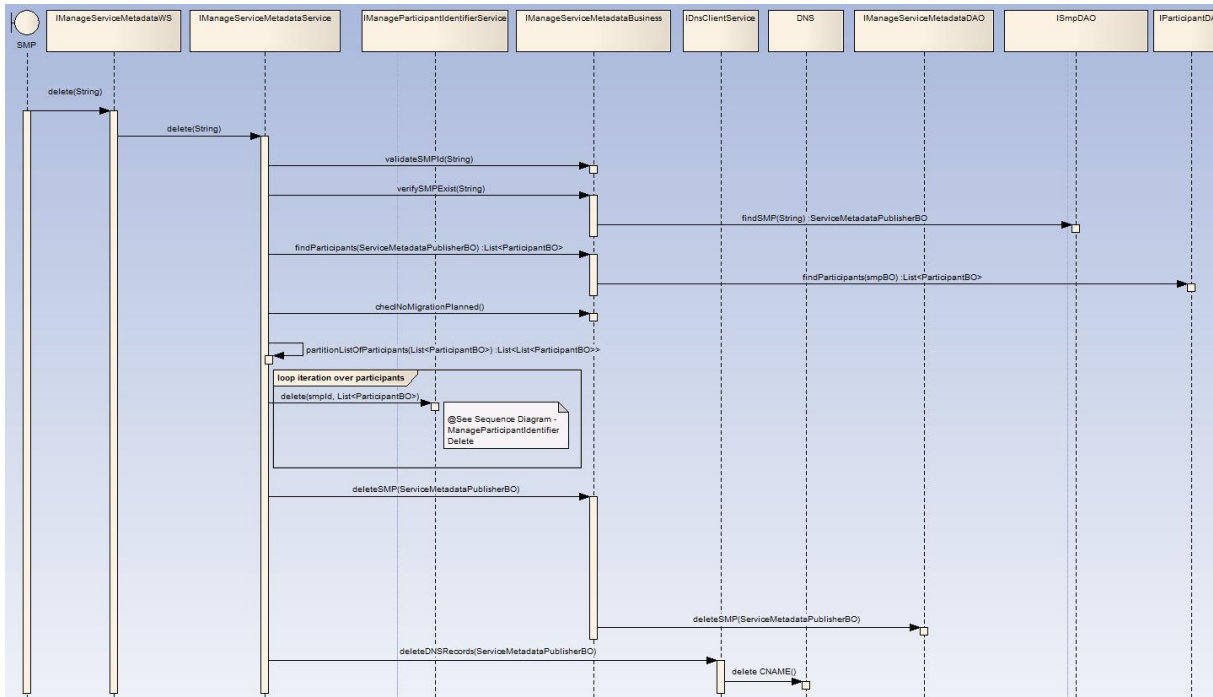 IManageServiceMetadataWS
IManageServiceMetadataService
IManageParticipantIdentifierService
IManageServiceMetadataBusiness
IDnsClientService
DNS
IManageServiceMetadataDAO
ISmpDAO
IParticipantDA
SMP
delete(String)
delete(String)
validateSMPId(String)
verifySMPExist(String)
findSMP(String) :ServiceMetadataPublisherBO
findParticipants(ServiceMetadataPublisherBO) :List<ParticipantBO>
findParticipants(smpBO) :List<ParticipantBO>
checlNoMigrationPlanned()
partitionListOfParticipants(List<ParticipantBO>) :List<List<ParticipantBO>>
loop iteration over participants
delete(smpId, List<ParticipantBO>)
@See Sequence Diagram -
ManageParticipantIdentifier
Delete
deleteSMP(ServiceMetadataPublisherBO)
deleteSMP(ServiceMetadataPublisherBO)
deleteDNSRecords(ServiceMetadataPublisherBO)
delete CNAME()